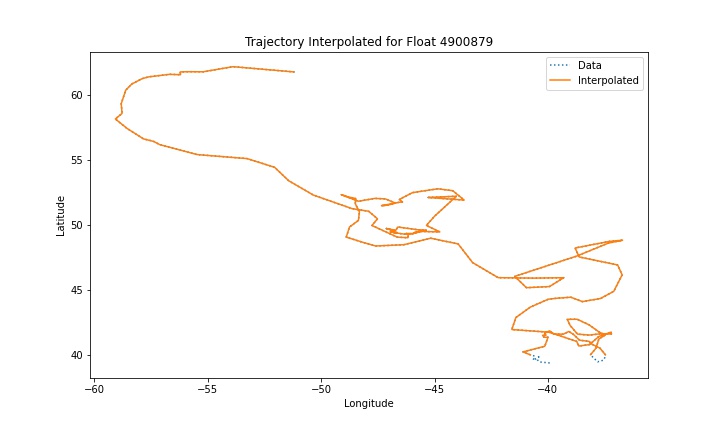 Trajectory Interpolated for Float 4900879
Data
Interpolated
60
55
50
45
40
Latitude
−60
−55
−50
−45
−40
Longitude